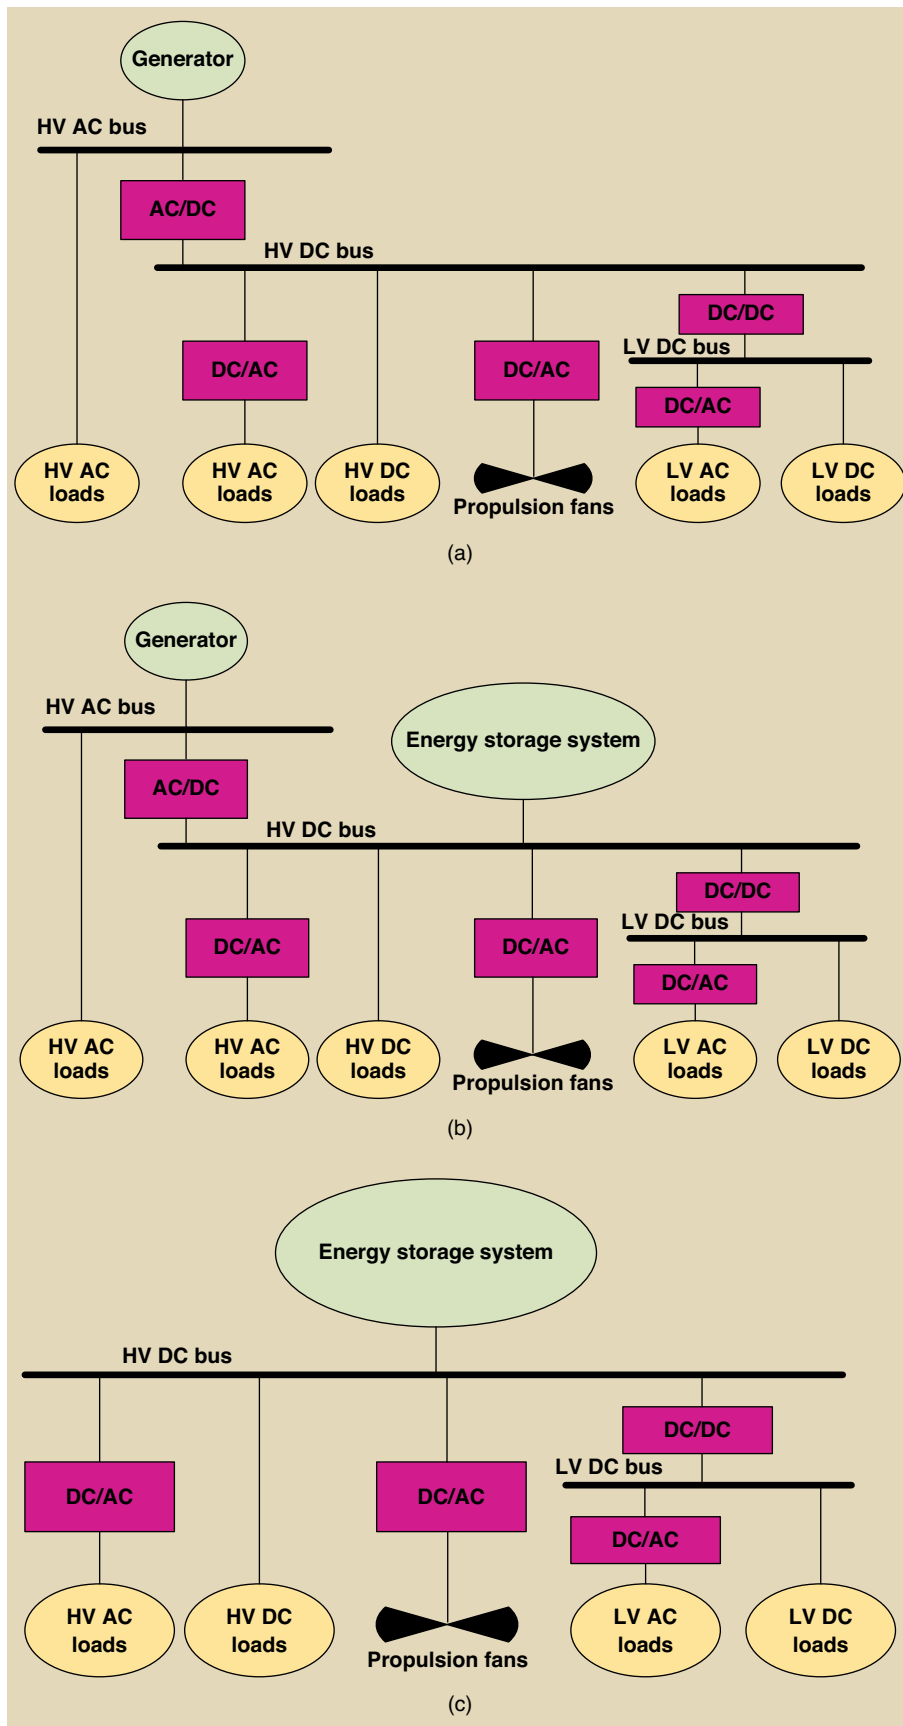 Generator
HV AC bus
AC/DC
HV DC bus
DC/DC
LV DC bus
DC/AC
DC/AC
DC/AC
HV AC
loads
HV AC
loads
HV DC
loads
Propulsion fans
LV AC
loads
LV DC
loads
(a)
Generator
HV AC bus
Energy storage system
AC/DC
HV DC bus
DC/DC
LV DC bus
DC/AC
DC/AC
DC/AC
HV AC
loads
HV AC
loads
HV DC
loads
Propulsion fans
LV AC
loads
LV DC
loads
(b)
Energy storage system
HV DC bus
DC/DC
LV DC bus
DC/AC
DC/AC
DC/AC
HV AC
loads
HV DC
loads
Propulsion fans
LV AC
loads
LV DC
loads
(c)